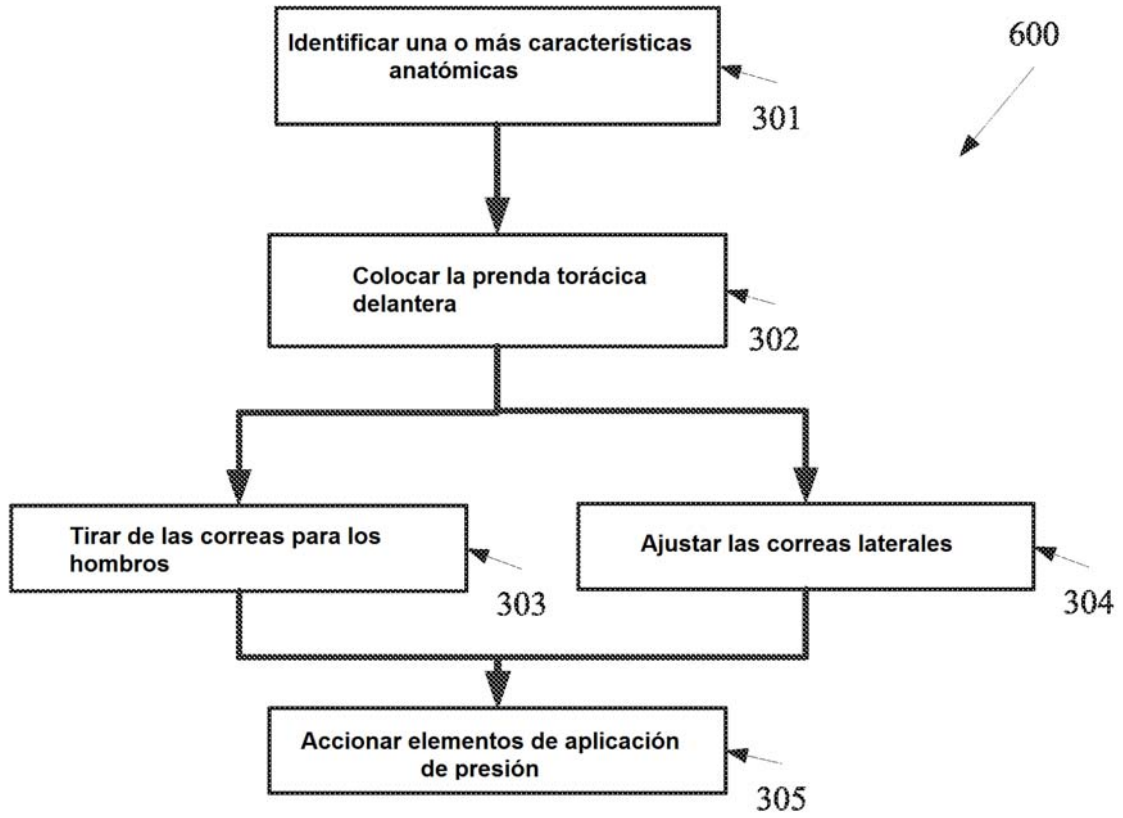 Identificar una o más características
anatómicas
600
301
Colocar la prenda torácica
delantera
302
Tirar de las correas para los
hombros
303
Ajustar las correas laterales
304
Accionar elementos de aplicación
de presión
305